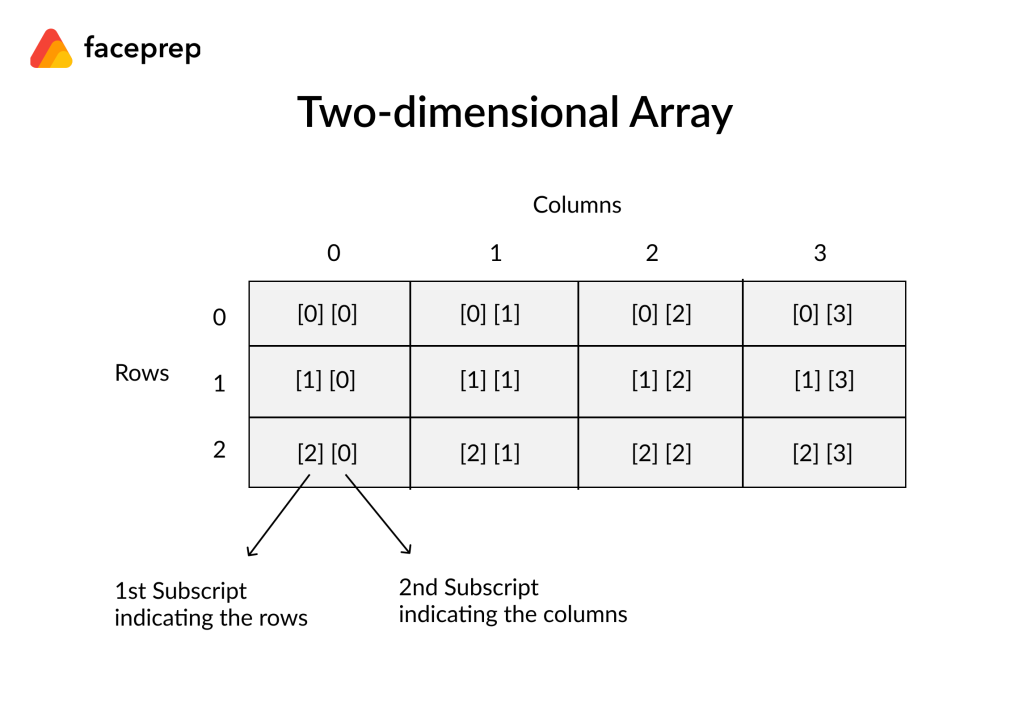 faceprep
Two-dimensional Array
Columns
0 1 2 3
0 [0] [0] [0] [1] [0] [2] [0] [3]
Rows
1 [1] [0] [1] [1] [1] [2] [1] [3]
2 [2] [0] [2] [1] [2] [2] [2] [3]
1st Subscript
indicating the rows
2nd Subscript
indicating the columns